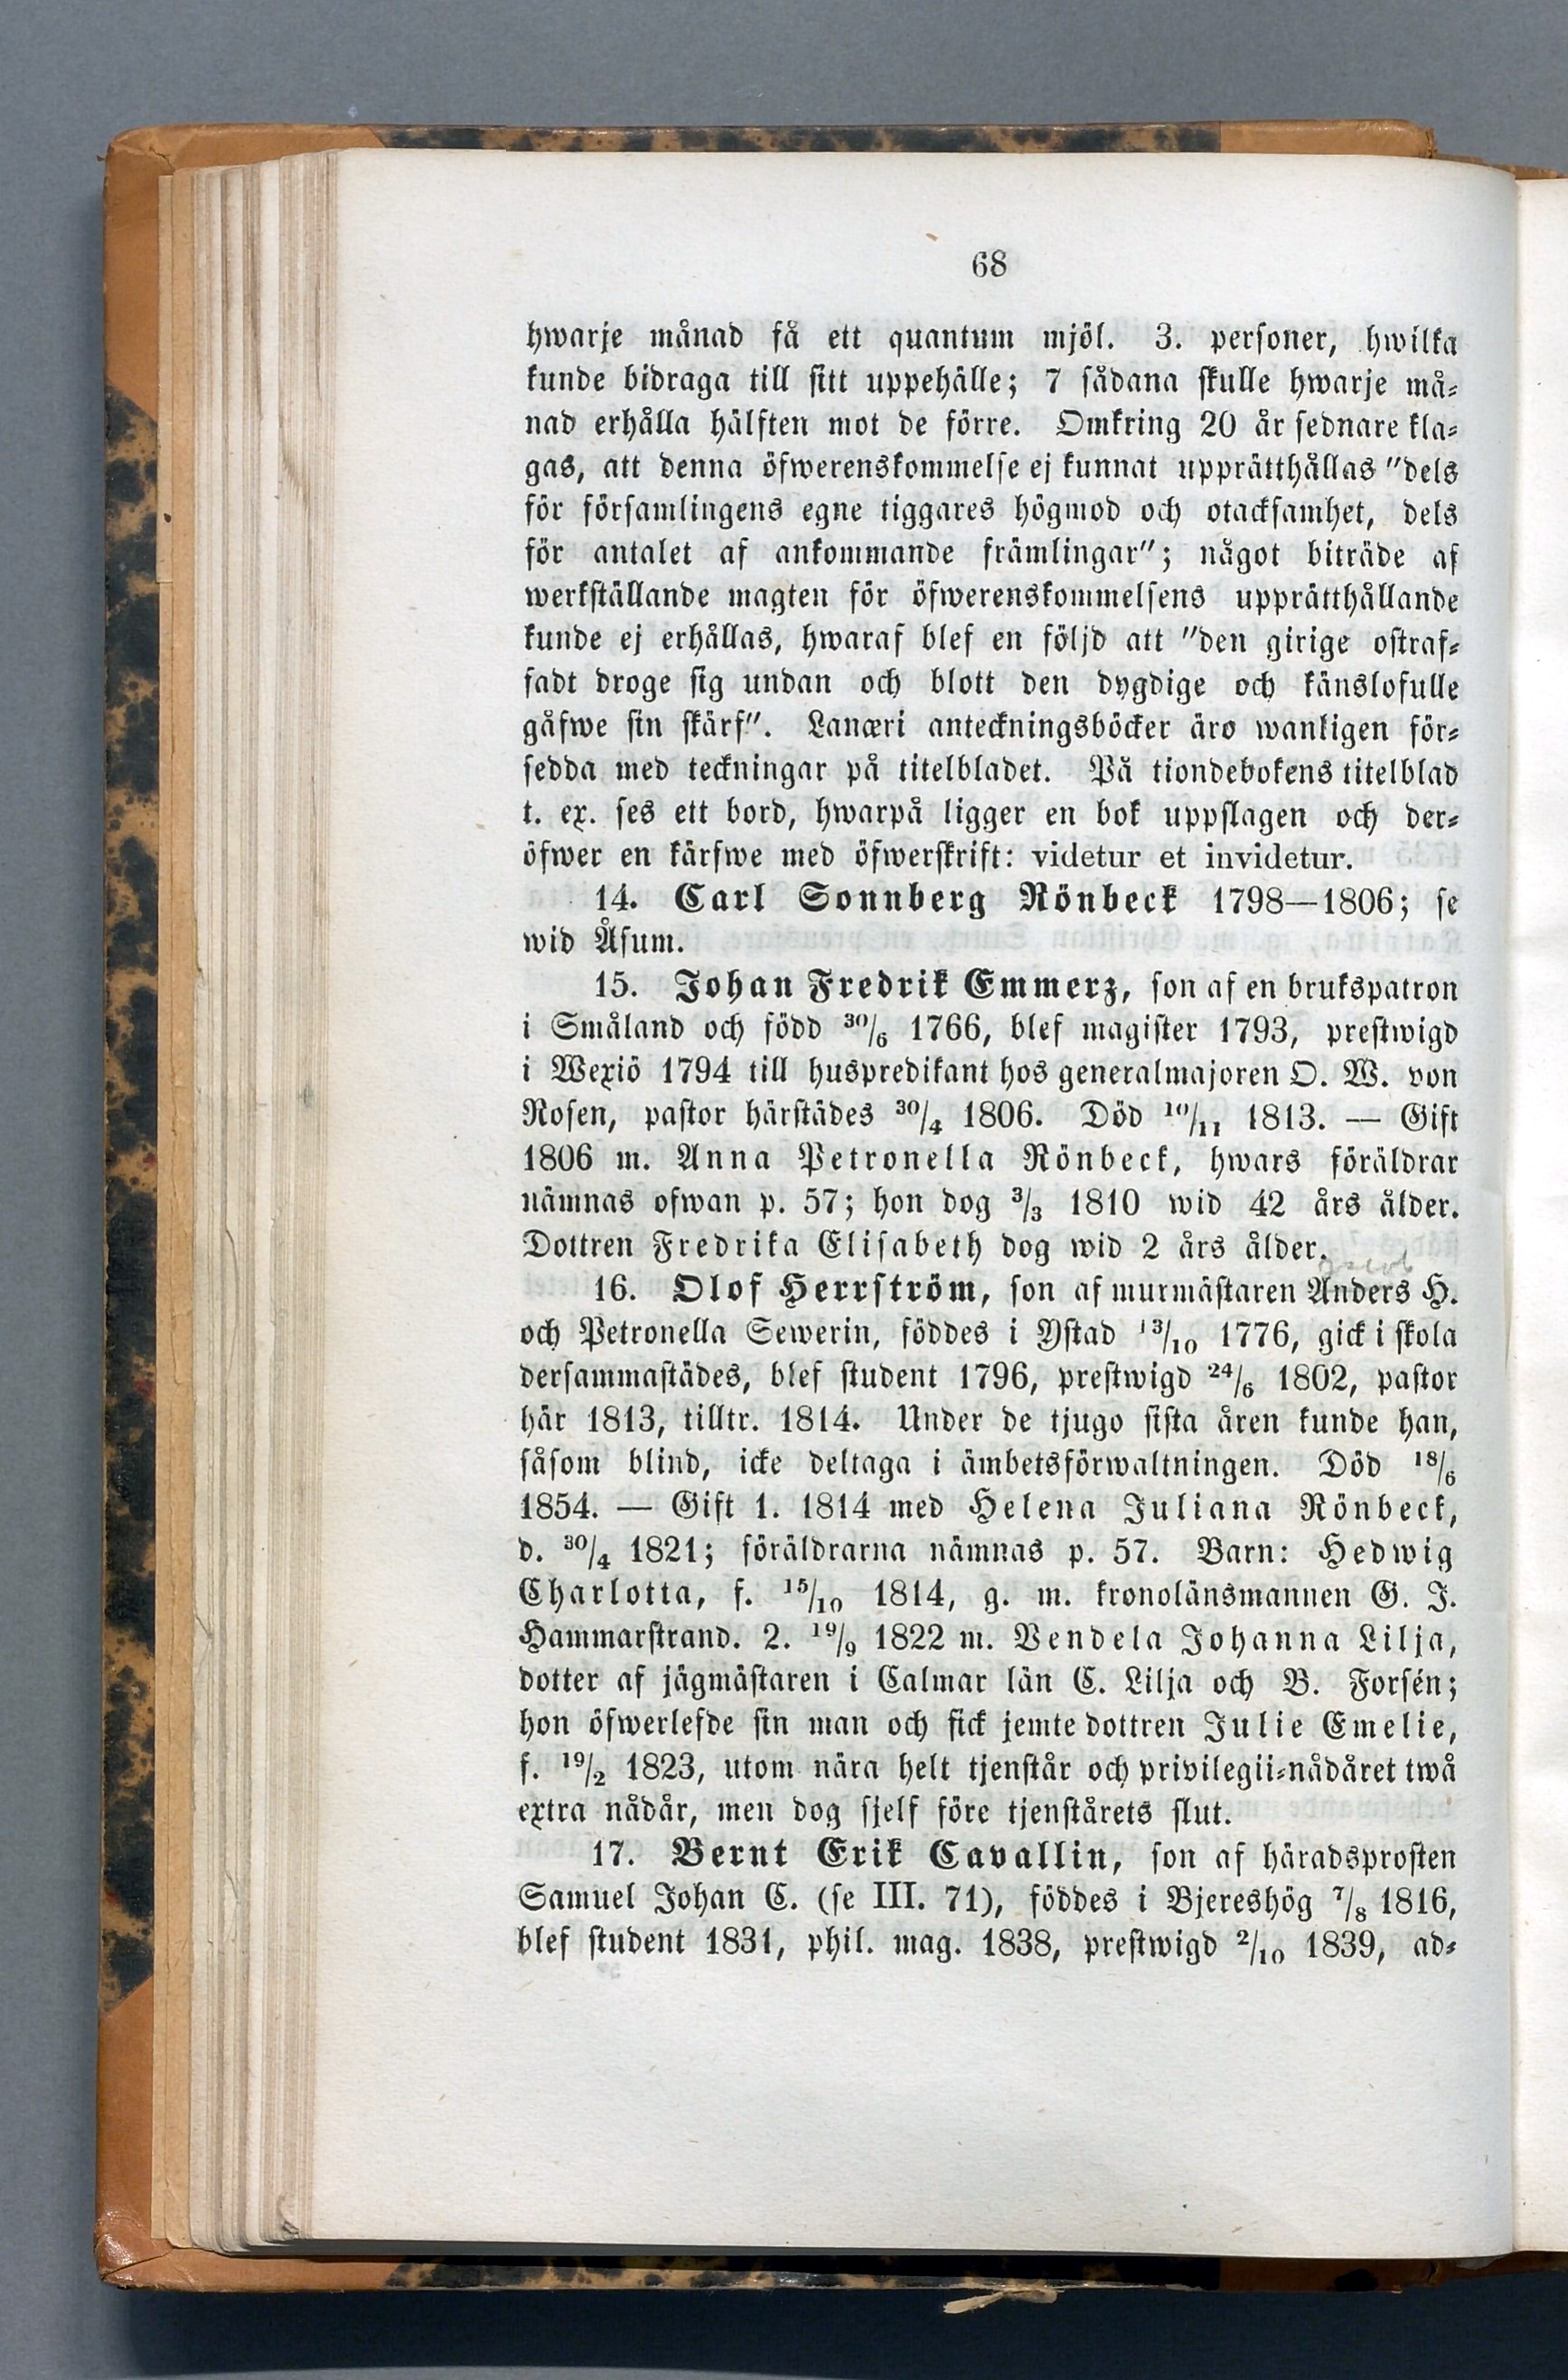 68
hwarje månad få ett quantum mjöl. 3. personer, hwilka
kunde bidraga till sitt uppehälle; 7 sådana skulle hwarje må-
nad erhålla hälften mot de förre. Omkring 20 år sednare kla-
gas, att denna öfwerenskommelse ej kunnat upprätthållas "dels
för församlingens egne tiggares högmod och otacksamhet, dels
för antalet af ankommande främlingar"; något biträde af
werkställande magten för öfwerenskommelsens upprätthållande
kunde ej erhållas, hwaraf blef en följd att "den girige ostraf-
fadt droge sig undan och blott den dygdige och känslofulle
gåfwe sin skärf". Lanæri anteckningsböcker äro wanligen för-
sedda med teckningar på titelbladet. På tiondebokens titelblad
t. ex. ses ett bord, hwarpå ligger en bok uppslagen och der-
öfwer en kärfwe med öfwerskrift: videtur et invidetur.
14. Carl Sonnberg Rönbeck 1798—1806; se
wid Åsum.
15. Johan Fredrik Emmerz, son af en brukspatron
i Småland och född 30/6 1766, blef magister 1793, prestwigd
i Wexiö 1794 till huspredikant hos generalmajoren O. W. von
Rosen, pastor härstädes 30/4 1806. Död 10/11 1813. — Gift
1806 m. Anna Petronella Rönbeck, hwars föräldrar
nämnas ofwan p. 57; hon dog 3/3 1810 wid 42 års ålder.
Dottren Fredrika Elisabeth dog wid 2 års ålder.
16. Olof Herrström, son af murmästaren Anders H.
och Petronella Sewerin, föddes i Ystad 13/10 1776, gick i skola
dersammastädes, blef student 1796, prestwigd 24/6 1802, pastor
här 1813, tilltr. 1814. Under de tjugo sista åren kunde han,
såsom blind, icke deltaga i ämbetsförwaltningen. Död 18/6
1854. — Gift 1. 1814 med Helena Juliana Rönbeck,
d. 30/4 1821; föräldrarna nämnas p. 57. Barn: Hedwig
Charlotta, f. 15/10 1814, g. m. kronolänsmannen G. J.
Hammarstrand. 2. 19/9 1822 m. Vendela Johanna Lilja,
dotter af jägmästaren i Calmar län C. Lilja och B. Forsén;
hon öfwerlefde sin man och fick jemte dottren Julie Emelie,
f. 19/2 1823, utom nära helt tjenstår och privilegii-nådåret twå
extra nådår, men dog sjelf före tjenstårets slut.
17. Bernt Erik Cavallin, son af häradsprosten
Samuel Johan C. (se III. 71), föddes i Bjereshög 7/8 1816,
blef student 1831, phil. mag. 1838, prestwigd 2/10 1839, ad-